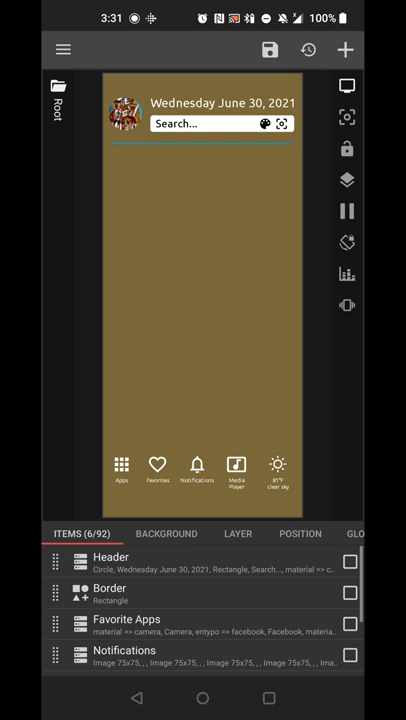 3:31
100%
Root
Wednesday June 30, 2021
Search...
Apps
Favorites
Notifications
Media
Player
81°F
clear sky
ITEMS (6/92)
BACKGROUND
LAYER
POSITION
GLO
Header
Circle, Wednesday June 30, 2021, Rectangle, Search..., material => c..
Border
Rectangle
Favorite Apps
material => camera, Camera, entypo => facebook, Facebook, materia..
Notifications
Image 75x75, , , Image 75x75, , , Image 75x75, , , Image 75x75, , , Ima...